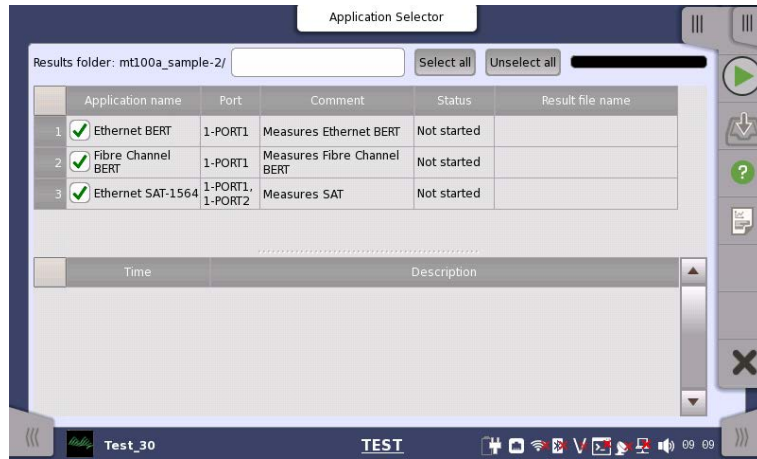 Application Selector
Results folder: mt100a_sample-2/
Select all
Unselect all
Application name Port Comment Status Result file name
1 Ethernet BERT 1-PORT1 Measures Ethernet BERT Not started
2 Fibre Channel BERT 1-PORT1 Measures Fibre Channel BERT Not started
3 Ethernet SAT-1564 1-PORT1, 1-PORT2 Measures SAT Not started
Time Description
Test_30 TEST 09 09